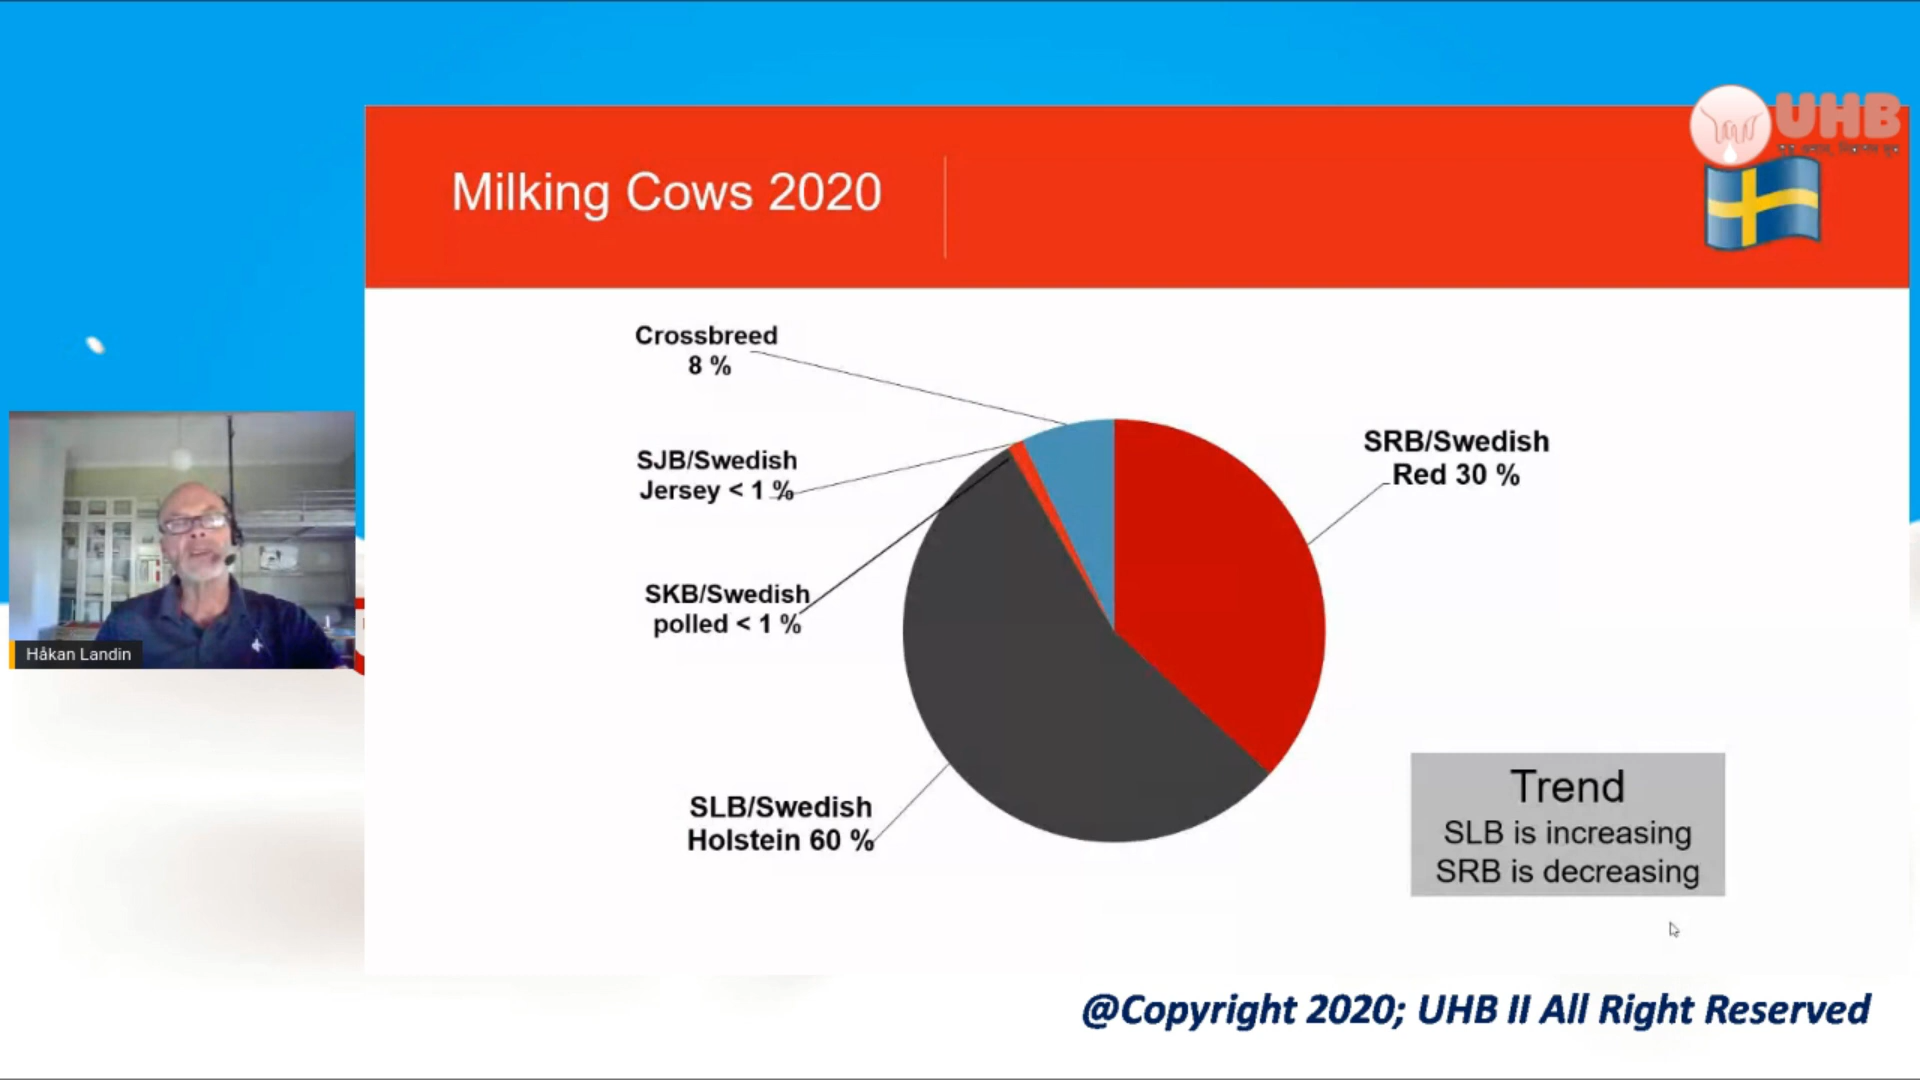 UHB
Milking Cows 2020
Crossbreed
8 %
SJB/Swedish
Jersey < 1 %
SKB/Swedish
polled < 1 %
SLB/Swedish
Holstein 60 %
SRB/Swedish
Red 30 %
Trend
SLB is increasing
SRB is decreasing
Håkan Landin
@Copyright 2020; UHB II All Right Reserved